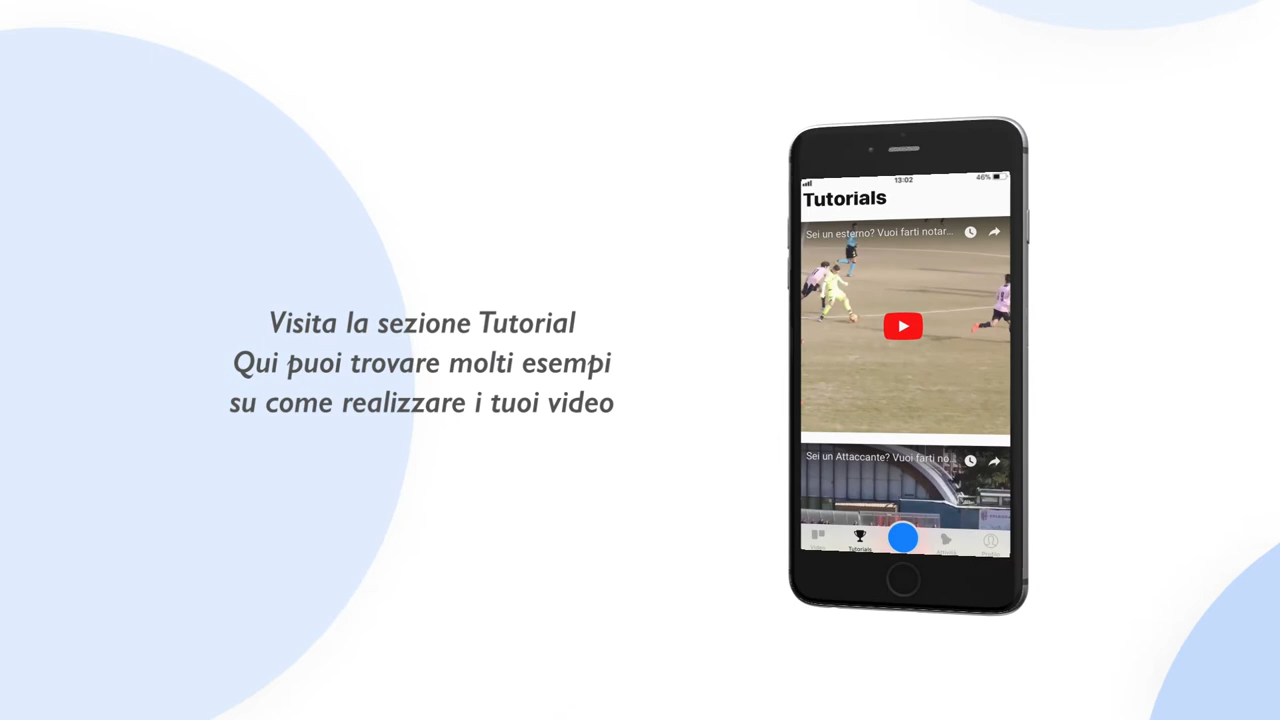 Visita la sezione Tutorial
Qui puoi trovare molti esempi
su come realizzare i tuoi video
13:02
46%
Tutorials
Sei un esterno? Vuoi farti notar...
Sei un Attaccante? Vuoi farti no...
Tutorials